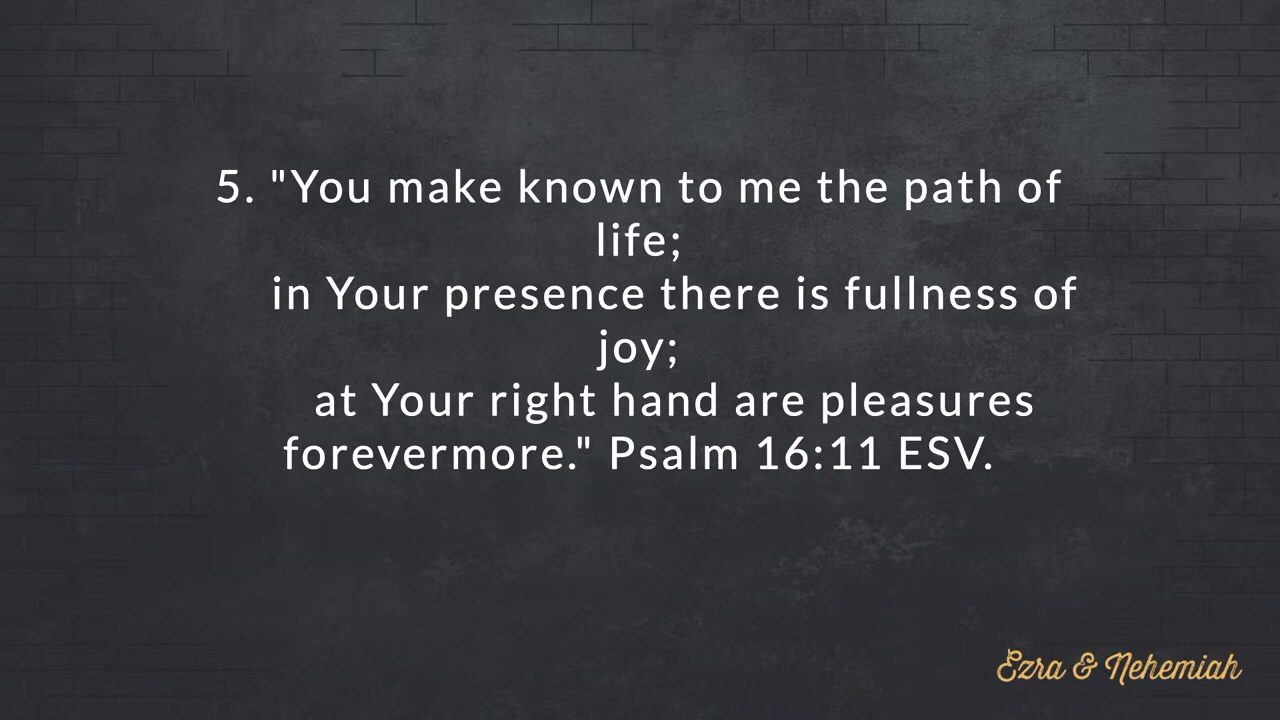 5. "You make known to me the path of
life;
in Your presence there is fullness of
joy;
at Your right hand are pleasures
forevermore." Psalm 16:11 ESV.
Ezra & Nehemiah